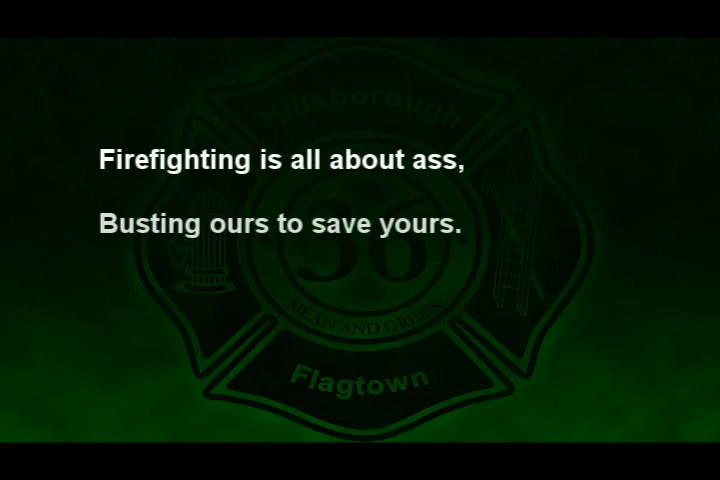 Hillsborough
Firefighting is all about ass,
Busting ours to save yours.
36
MEAN AND GREEN
Flagtown